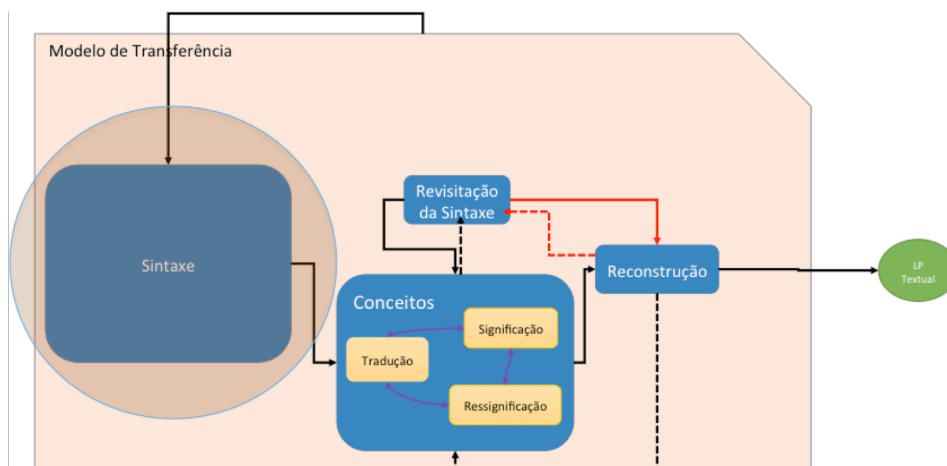 Modelo de Transferência
Sintaxe
Revisitação
da Sintaxe
Reconstrução
LP
Textual
Conceitos
Significação
Tradução
Ressignificação